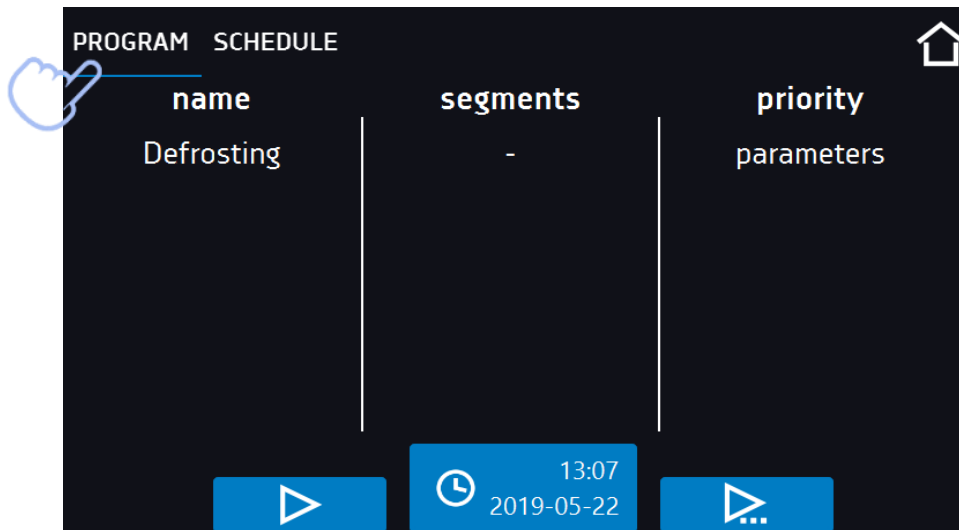 PROGRAM SCHEDULE
name segments priority
Defrosting - parameters
13:07
2019-05-22